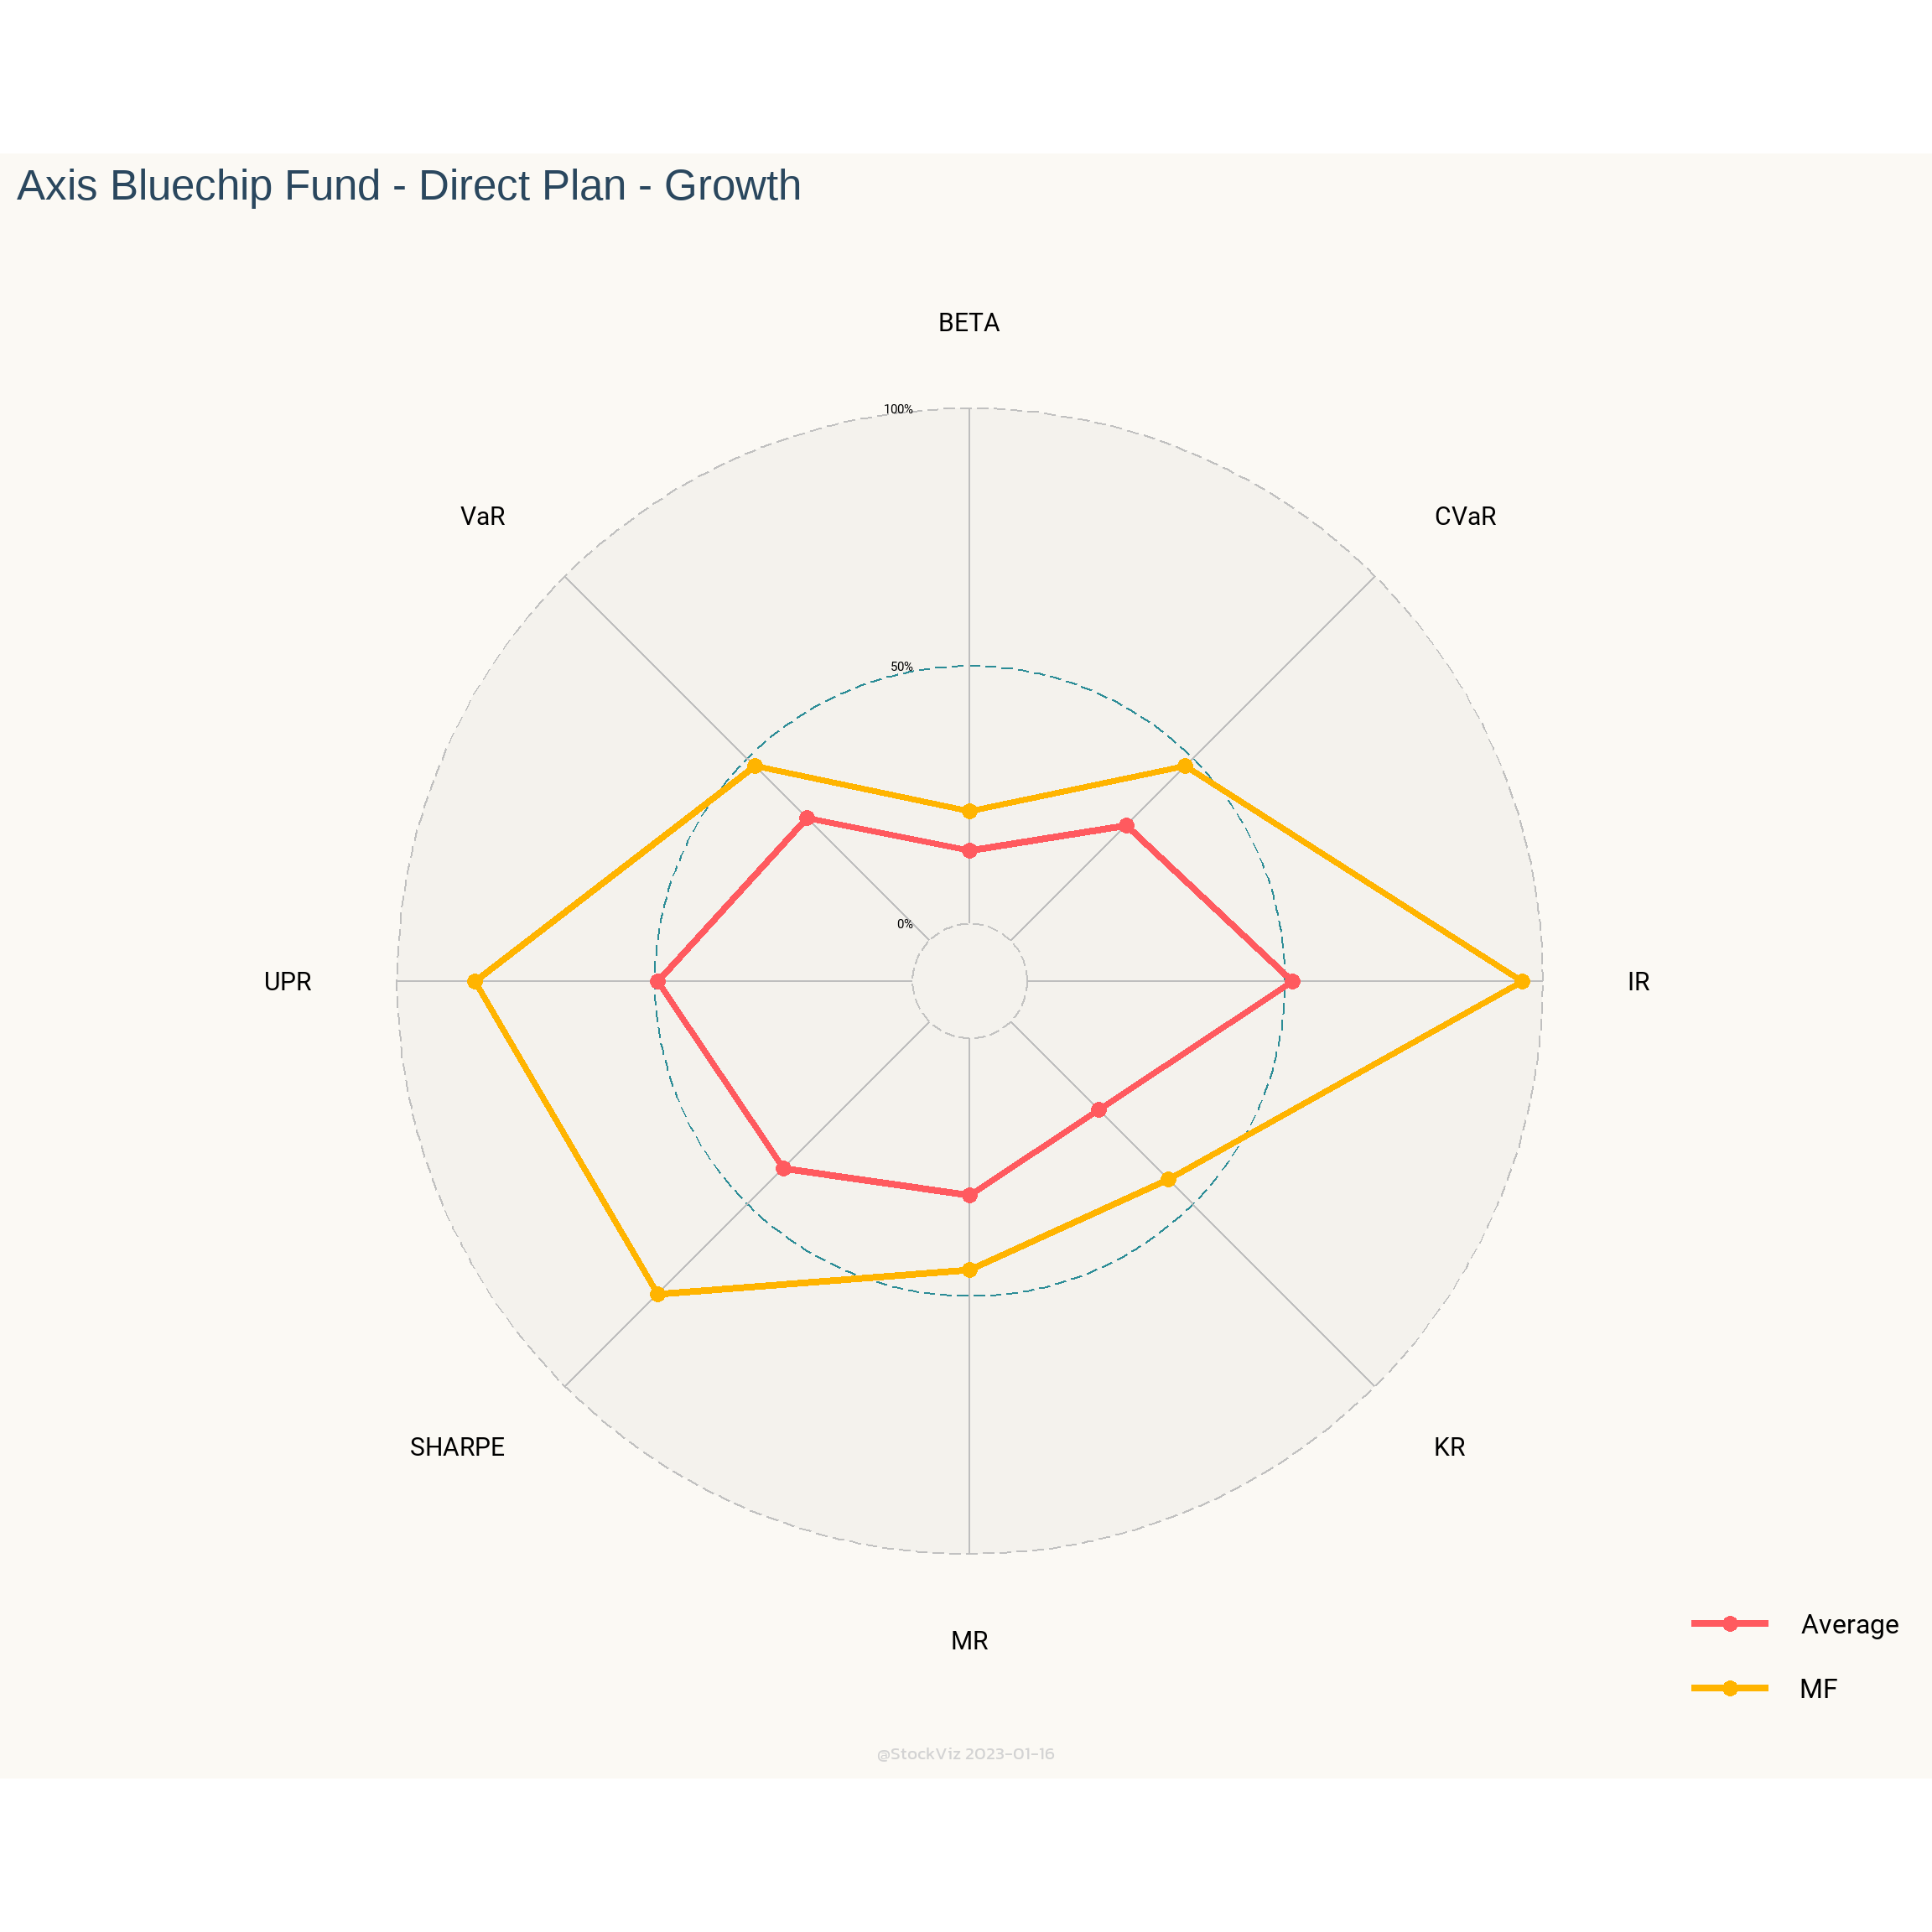 Axis Bluechip Fund - Direct Plan - Growth
BETA
100%
VaR
CVaR
50%
0%
UPR
IR
SHARPE
KR
MR
Average
MF
@StockViz 2023-01-16